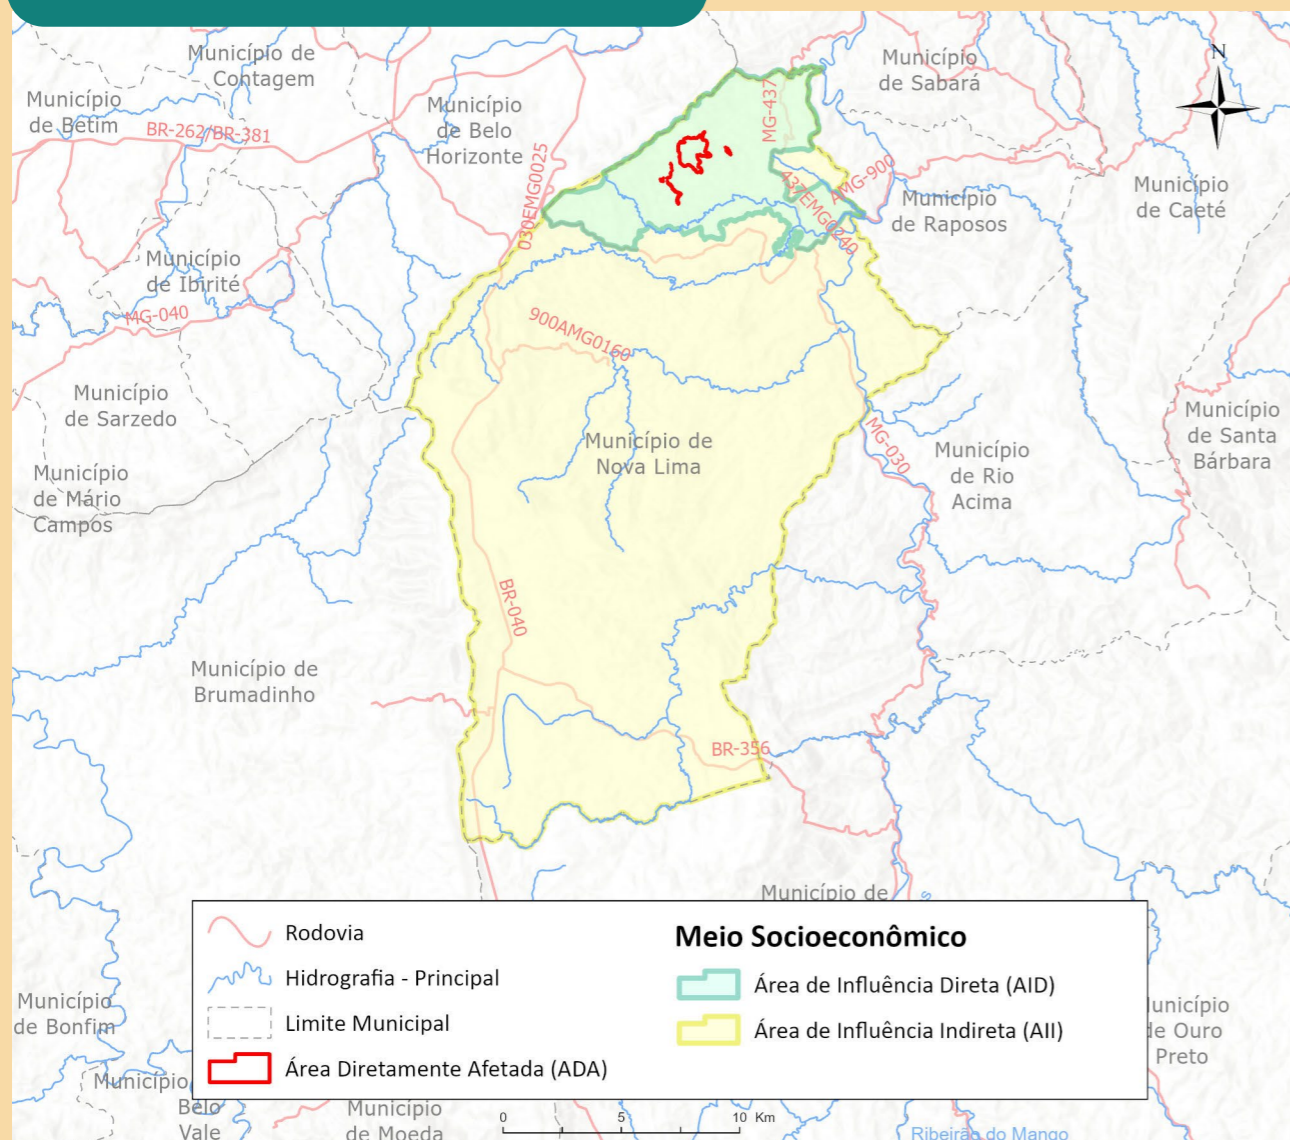 Município de
Contagem
Município
de Betim
BR-262/BR-381
Município
de Belo
Horizonte
030EMG0025
MG-437
Município
de Sabará
N
437EMG0240
AMG-900
Município
de Raposos
Município
de Caeté
Município
de Ibirité
MG-040
900AMG0160
Município
de Sarzedo
Município
de Mário
Campos
Município de
Nova Lima
MG-030
Município
de Rio
Acima
Município
de Santa
Bárbara
BR-040
Município de
Brumadinho
BR-356
Município de
Rodovia
Hidrografia - Principal
Limite Municipal
Área Diretamente Afetada (ADA)
Meio Socioeconômico
Área de Influência Direta (AID)
Área de Influência Indireta (AII)
Município
de Bonfim
Município
de Ouro
Preto
Município
Belo
Vale
Município
de Moeda
0 5 10 Km
Ribeirão do Mango